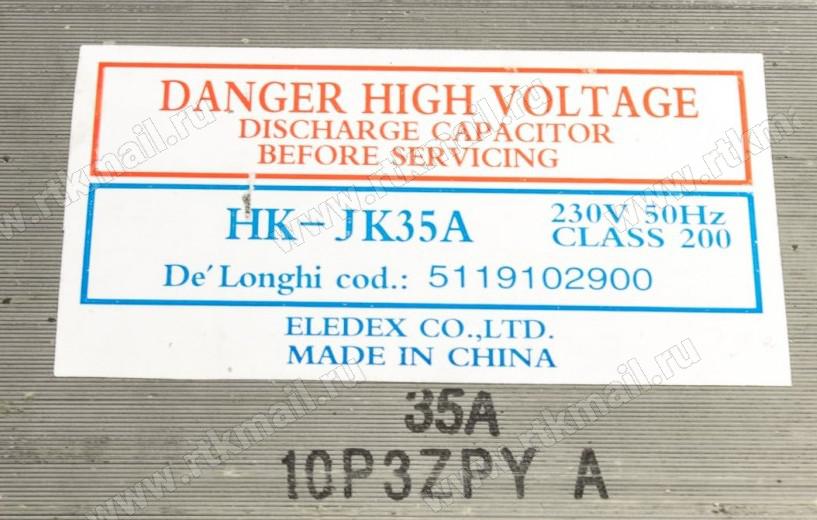 DANGER HIGH VOLTAGE
DISCHARGE CAPACITOR
BEFORE SERVICING
HK-JK35A 230V 50Hz
CLASS 200
De'Longhi cod.: 5119102900
ELEDEX CO.,LTD.
MADE IN CHINA
35A
10P3ZPY A
www.rtkmail.ru